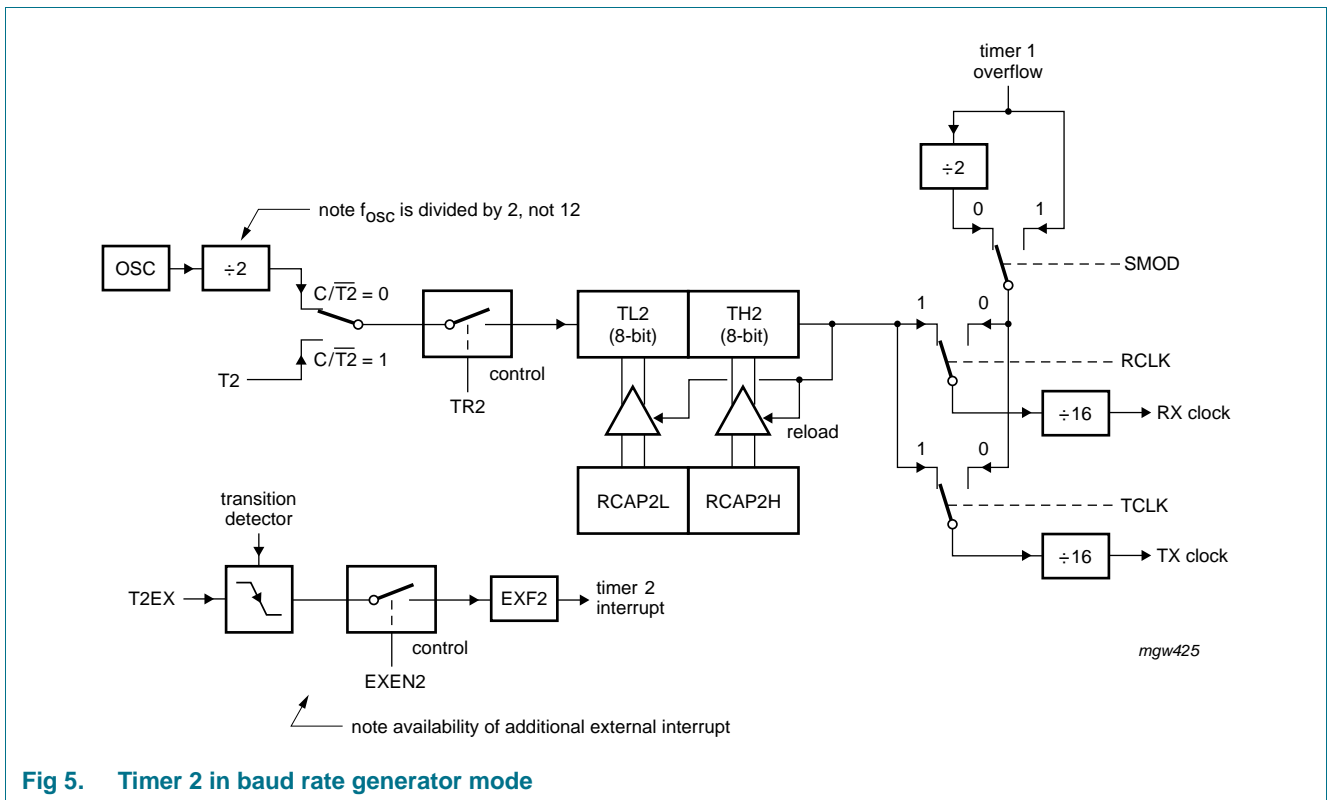 timer 1
overflow
÷2
note fosc is divided by 2, not 12
0
1
OSC
÷2
SMOD
C/T2̅ = 0
TL2
(8-bit)
TH2
(8-bit)
1
0
C/T2̅ = 1
RCLK
T2
control
TR2
÷16
RX clock
reload
1
0
transition
detector
RCAP2L
RCAP2H
TCLK
÷16
TX clock
T2EX
EXF2
timer 2
interrupt
control
mgw425
EXEN2
note availability of additional external interrupt
Fig 5. Timer 2 in baud rate generator mode